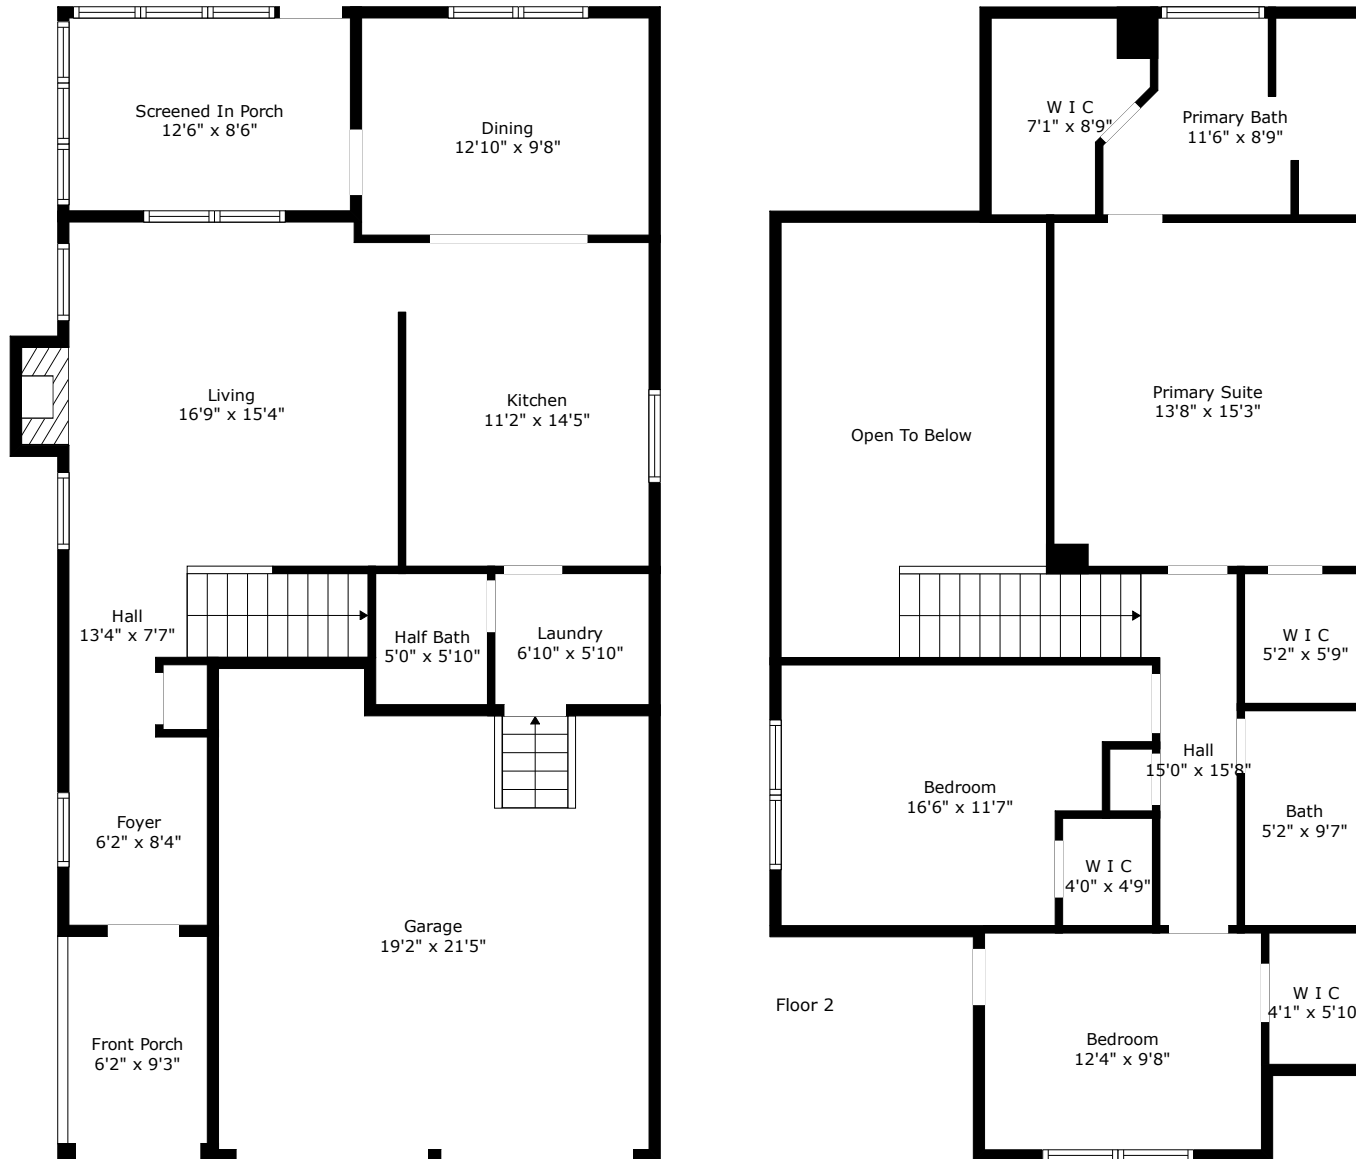 Screened In Porch
12'6" x 8'6"
Dining
12'10" x 9'8"
Living
16'9" x 15'4"
Kitchen
11'2" x 14'5"
Hall
13'4" x 7'7"
Half Bath
5'0" x 5'10"
Laundry
6'10" x 5'10"
Foyer
6'2" x 8'4"
Garage
19'2" x 21'5"
Front Porch
6'2" x 9'3"
W I C
7'1" x 8'9"
Primary Bath
11'6" x 8'9"
Primary Suite
13'8" x 15'3"
Open To Below
W I C
5'2" x 5'9"
Hall
15'0" x 15'8"
Bedroom
16'6" x 11'7"
Bath
5'2" x 9'7"
W I C
4'0" x 4'9"
Floor 2
W I C
4'1" x 5'10
Bedroom
12'4" x 9'8"